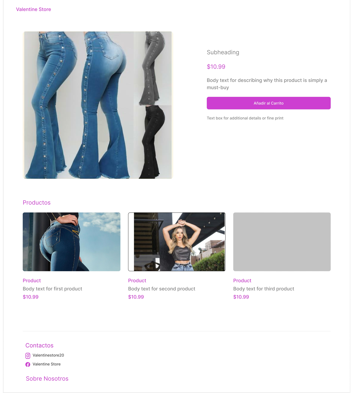 Valentine Store
Subheading
$10.99
Body text for describing why this product is simply a
must-buy
Añadir al Carrito
Text box for additional details or fine print
Productos
Product
Body text for first product
$10.99
Product
Body text for second product
$10.99
Product
Body text for third product
$10.99
Contactos
Valentinestore25
Valentine Store
Sobre Nosotros